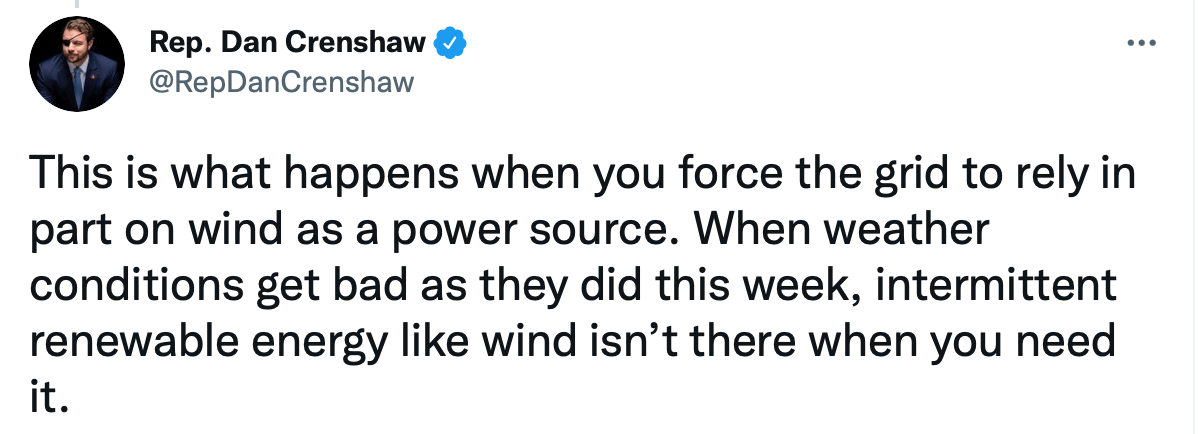 Rep. Dan Crenshaw
@RepDanCrenshaw
This is what happens when you force the grid to rely in
part on wind as a power source. When weather
conditions get bad as they did this week, intermittent
renewable energy like wind isn’t there when you need
it.